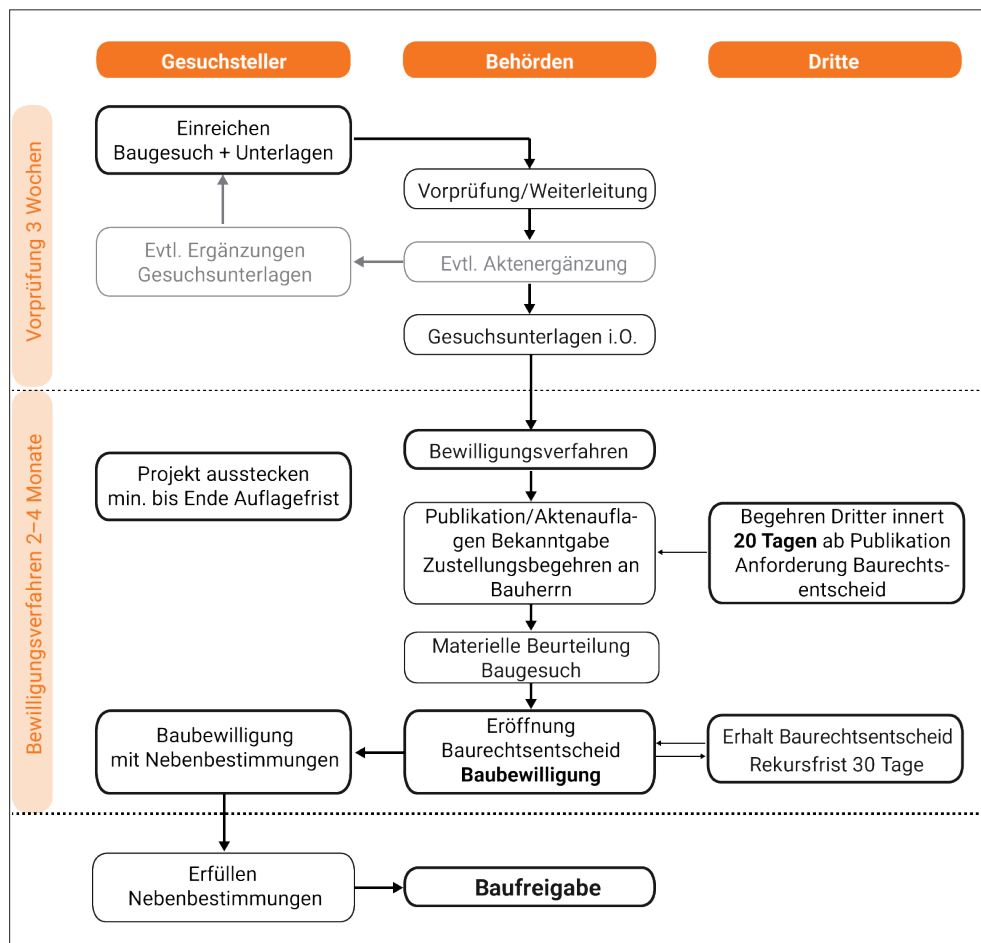 Gesuchsteller
Behörden
Dritte
Vorprüfung 3 Wochen
Einreichen
Baugesuch + Unterlagen
Vorprüfung/Weiterleitung
Evtl. Ergänzungen
Gesuchsunterlagen
Evtl. Aktenergänzung
Gesuchsunterlagen i.O.
Bewilligungsverfahren 2–4 Monate
Bewilligungsverfahren
Projekt ausstecken
min. bis Ende Auflagefrist
Publikation/Aktenaufla-
gen Bekanntgabe
Zustellungsbegehren an
Bauherrn
Begehren Dritter innert
20 Tagen ab Publikation
Anforderung Baurechts-
entscheid
Materielle Beurteilung
Baugesuch
Baubewilligung
mit Nebenbestimmungen
Eröffnung
Baurechtsentscheid
Baubewilligung
Erhalt Baurechtsentscheid
Rekursfrist 30 Tage
Erfüllen
Nebenbestimmungen
Baufreigabe